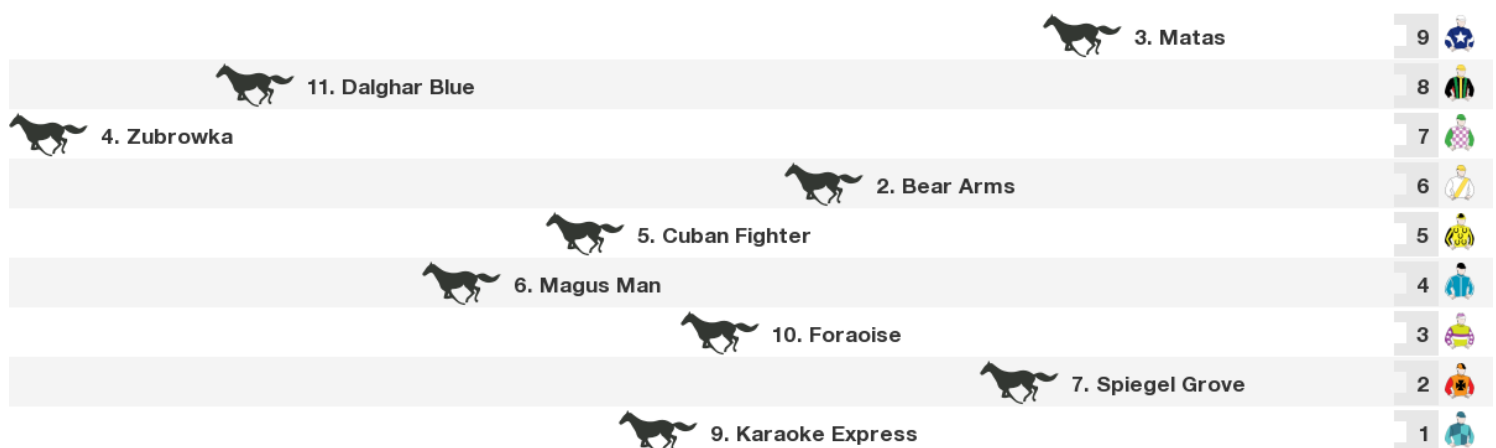 3. Matas 9
11. Dalghar Blue 8
4. Zubrowka 7
2. Bear Arms 6
5. Cuban Fighter 5
6. Magus Man 4
10. Foraoise 3
7. Spiegel Grove 2
9. Karaoke Express 1